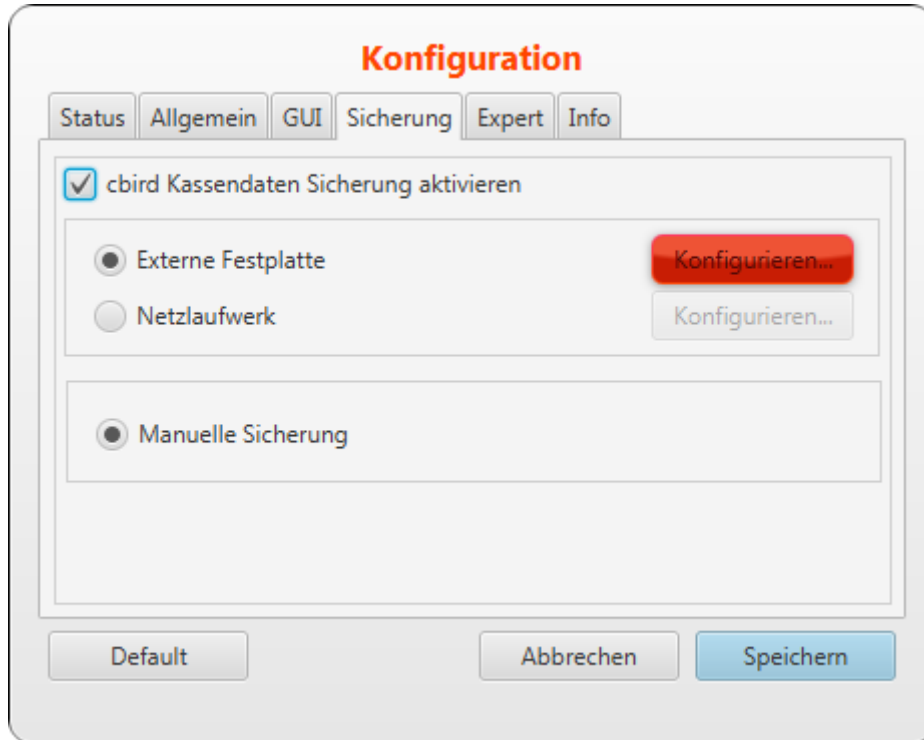 Konfiguration
Status Allgemein GUI Sicherung Expert Info
cbird Kassendaten Sicherung aktivieren
Externe Festplatte Konfigurieren...
Netzlaufwerk Konfigurieren...
Manuelle Sicherung
Default Abbrechen Speichern